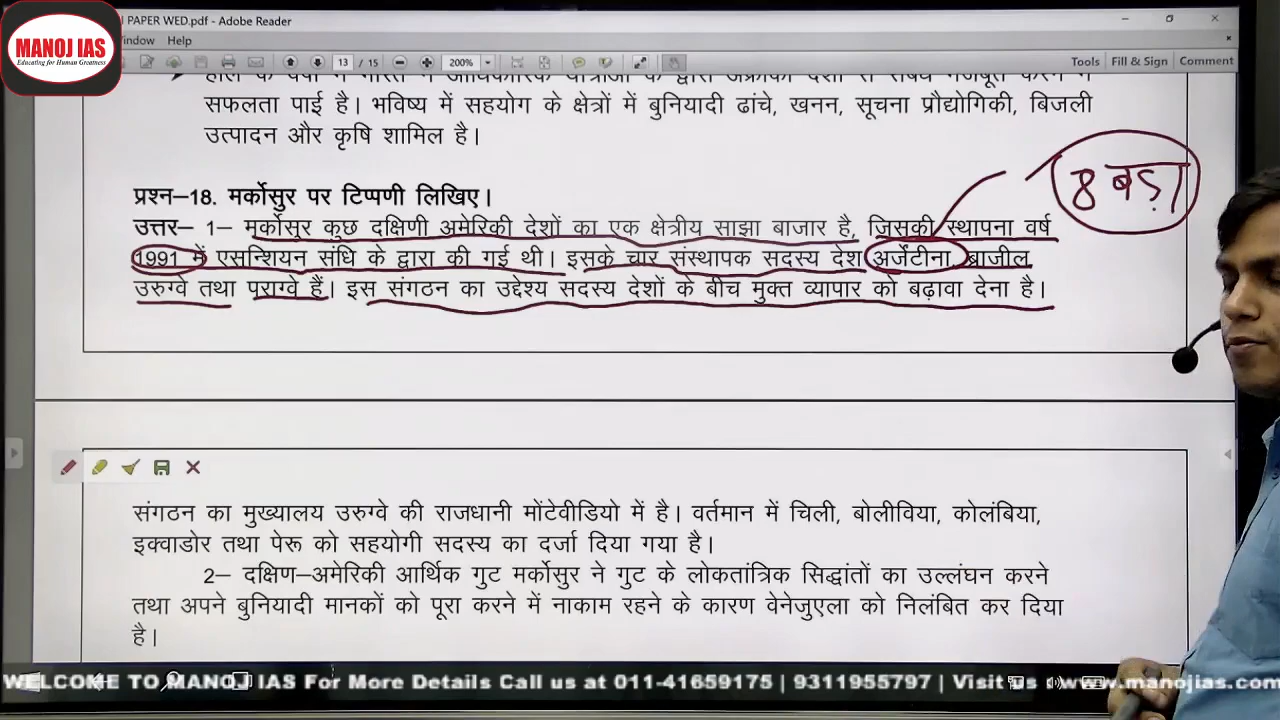 MANOJ IAS
Educating for Human Greatness
PAPER WED.pdf - Adobe Reader
Window Help
13 / 15 200% Tools Fill & Sign Comment
सफलता पाई है। भविष्य में सहयोग के क्षेत्रों में बुनियादी ढांचे, खनन, सूचना प्रौद्योगिकी, बिजली
उत्पादन और कृषि शामिल है।
8 बड़ा
प्रश्न–18. मर्कोसुर पर टिप्पणी लिखिए।
उत्तर– 1– मर्कोसुर कुछ दक्षिणी अमेरिकी देशों का एक क्षेत्रीय साझा बाजार है, जिसकी स्थापना वर्ष
1991 में एसन्शियन संधि के द्वारा की गई थी। इसके चार संस्थापक सदस्य देश अर्जेंटीना बाजील
उरुग्वे तथा पराग्वे हैं। इस संगठन का उद्देश्य सदस्य देशों के बीच मुक्त व्यापार को बढ़ावा देना है।
संगठन का मुख्यालय उरुग्वे की राजधानी मोंटेवीडियो में है। वर्तमान में चिली, बोलीविया, कोलंबिया,
इक्वाडोर तथा पेरू को सहयोगी सदस्य का दर्जा दिया गया है।
2– दक्षिण–अमेरिकी आर्थिक गुट मर्कोसुर ने गुट के लोकतांत्रिक सिद्धांतों का उल्लंघन करने
तथा अपने बुनियादी मानकों को पूरा करने में नाकाम रहने के कारण वेनेजुएला को निलंबित कर दिया
है।
WELCOME TO MANOJ IAS For More Details Call us at 011-41659175 | 9311955797 | Visit us : www.manojias.com